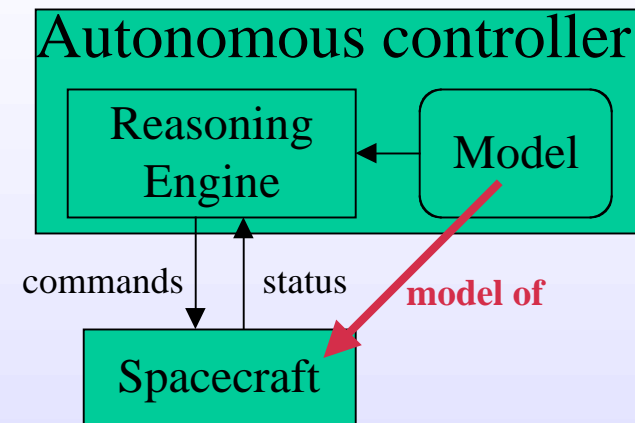 Autonomous controller
Reasoning
Engine
Model
commands
status
model of
Spacecraft